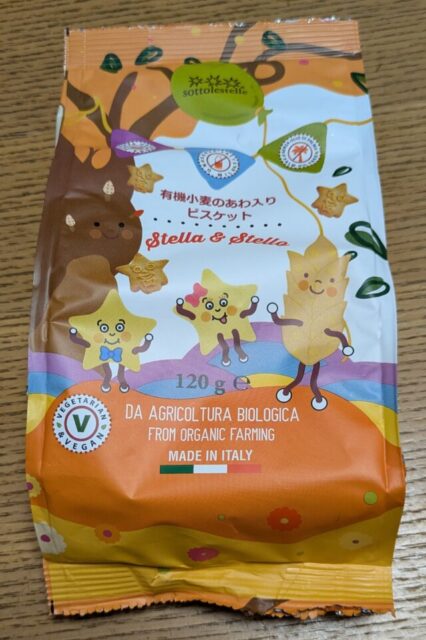 sottolestelle
有機小麦のあわ入り
ビスケット
Stella & Stello
120 g e
VEGETARIAN
& VEGAN
V
DA AGRICOLTURA BIOLOGICA
FROM ORGANIC FARMING
MADE IN ITALY